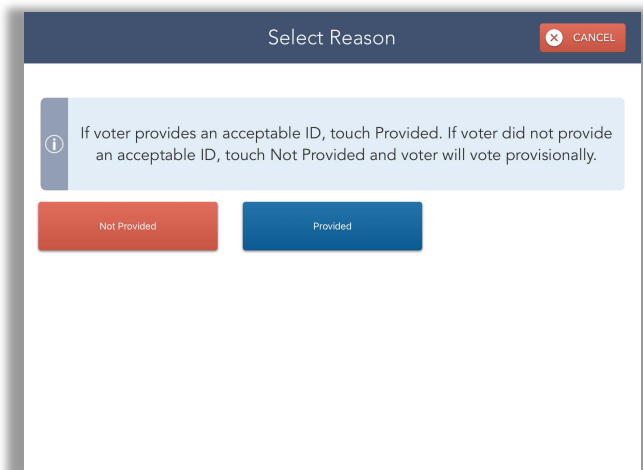 Select Reason
CANCEL
If voter provides an acceptable ID, touch Provided. If voter did not provide
an acceptable ID, touch Not Provided and voter will vote provisionally.
Not Provided
Provided